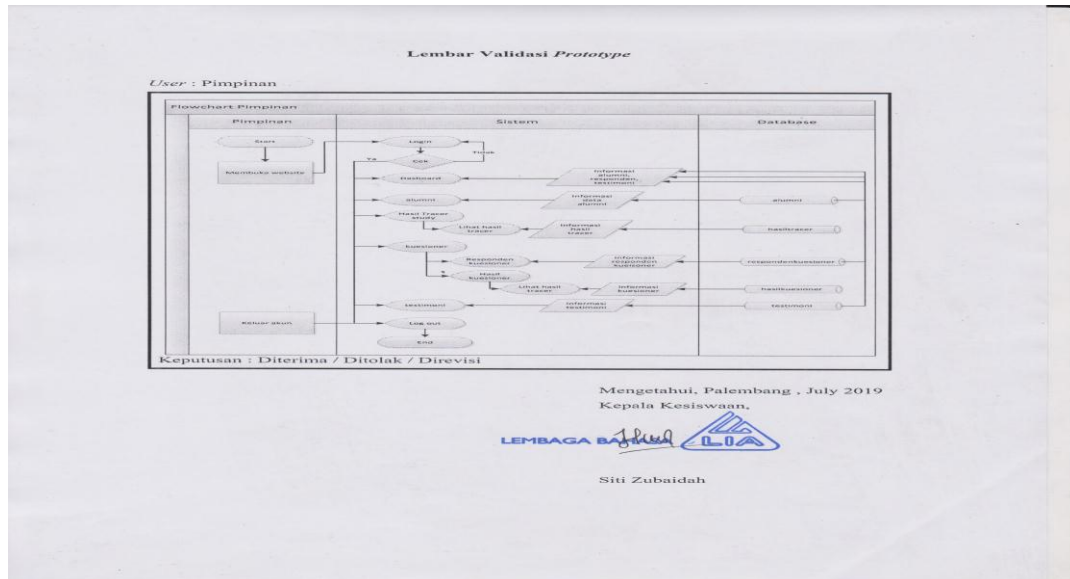 Lembar Validasi Prototype
User : Pimpinan
Flowchart Pimpinan
Pimpinan Sistem Database
Start
Login
Tidak
Ya
Cek
Membuka website
Dashboard
Informasi
alumni,
responden,
testimoni
alumni
Informasi
data
alumni
alumni
Hasil Tracer
study
Lihat hasil
tracer
Informasi
hasil
tracer
hasiltracer
kuesioner
Responden
kuesioner
Informasi
responden
kuesioner
respondenkuesioner
Hasil
kuesioner
Lihat hasil
tracer
Informasi
kuesioner
hasilkuesioner
testimoni
Informasi
testimoni
testimoni
Keluar akun
Log out
End
Keputusan : Diterima / Ditolak / Direvisi
Mengetahui, Palembang , July 2019
Kepala Kesiswaan,
LEMBAGA BAHASA LIA
Siti Zubaidah